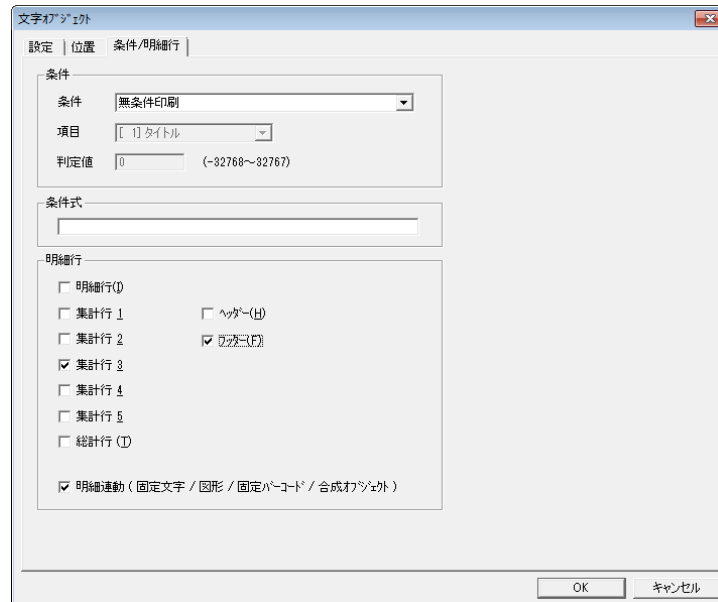 文字ｵﾌﾞｼﾞｪｸﾄ
設定 位置 条件/明細行
条件
条件 無条件印刷
項目 [ 1] タイトル
判定値 0 (-32768～32767)
条件式
明細行
明細行(I)
集計行 1 ﾍｯﾀﾞｰ(H)
集計行 2 ﾌｯﾀｰ(F)
集計行 3
集計行 4
集計行 5
総計行 (T)
明細連動 ( 固定文字 / 図形 / 固定ﾊﾞｰｺｰﾄﾞ / 合成ｵﾌﾞｼﾞｪｸﾄ )
OK キャンセル